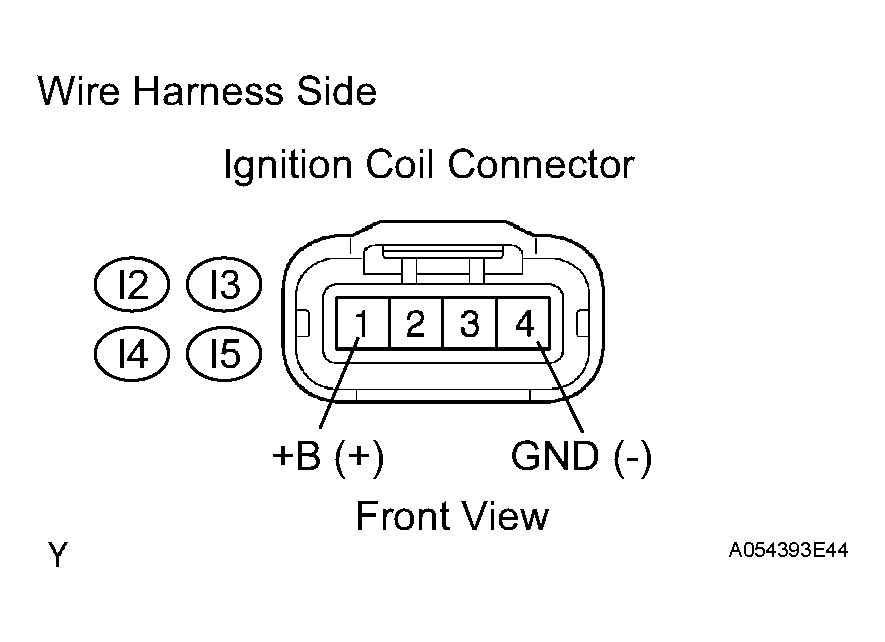 Wire Harness Side
Ignition Coil Connector
I2 I3
I4 I5
1 2 3 4
+B (+) GND (-)
Front View
Y A054393E44